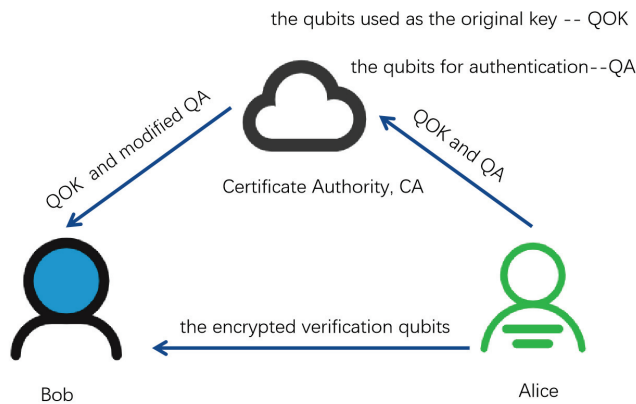 the qubits used as the original key -- QOK
the qubits for authentication--QA
QOK and modified QA
QOK and QA
Certificate Authority, CA
the encrypted verification qubits
Bob
Alice